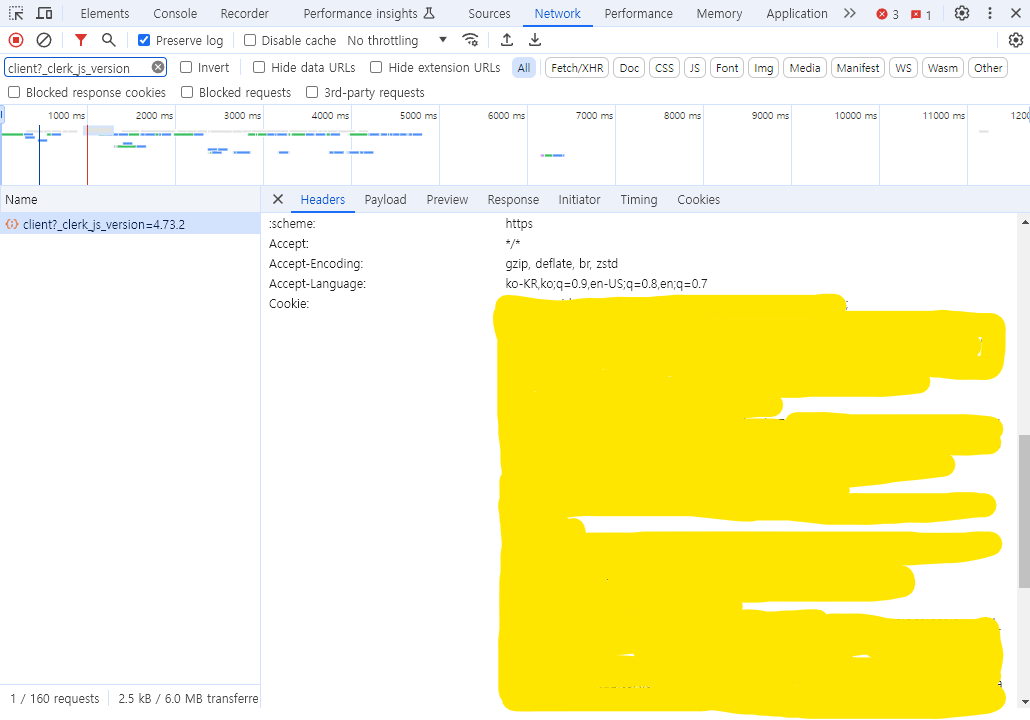 Elements Console Recorder Performance insights Sources Network Performance Memory Application 3 1
Preserve log Disable cache No throttling
client?_clerk_js_version Invert Hide data URLs Hide extension URLs All Fetch/XHR Doc CSS JS Font Img Media Manifest WS Wasm Other
Blocked response cookies Blocked requests 3rd-party requests
1000 ms 2000 ms 3000 ms 4000 ms 5000 ms 6000 ms 7000 ms 8000 ms 9000 ms 10000 ms 11000 ms
Name Headers Payload Preview Response Initiator Timing Cookies
client?_clerk_js_version=4.73.2
:scheme: https
Accept: */*
Accept-Encoding: gzip, deflate, br, zstd
Accept-Language: ko-KR,ko;q=0.9,en-US;q=0.8,en;q=0.7
Cookie:
1 / 160 requests 2.5 kB / 6.0 MB transferre